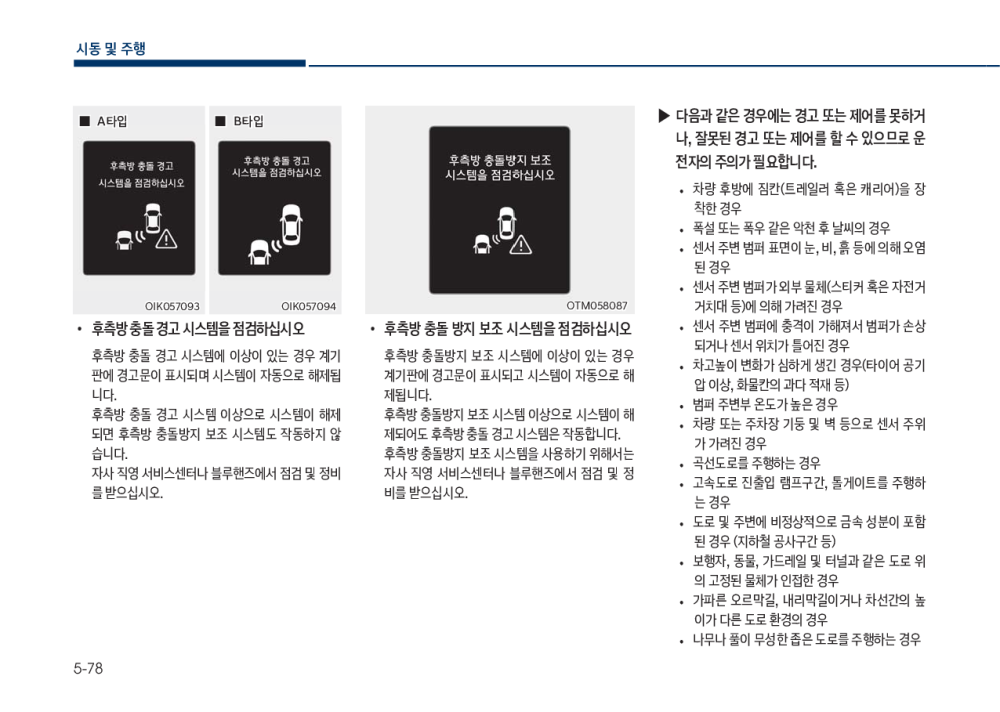 시동 및 주행
■ A타입
후측방 충돌 경고
시스템을 점검하십시오
OIK057093
■ B타입
후측방 충돌 경고
시스템을 점검하십시오
OIK057094
• 후측방 충돌 경고 시스템을 점검하십시오
후측방 충돌 경고 시스템에 이상이 있는 경우 계기
판에 경고문이 표시되며 시스템이 자동으로 해제됩
니다.
후측방 충돌 경고 시스템 이상으로 시스템이 해제
되면 후측방 충돌방지 보조 시스템도 작동하지 않
습니다.
자사 직영 서비스센터나 블루핸즈에서 점검 및 정비
를 받으십시오.
후측방 충돌방지 보조
시스템을 점검하십시오
OTM058087
• 후측방 충돌 방지 보조 시스템을 점검하십시오
후측방 충돌방지 보조 시스템에 이상이 있는 경우
계기판에 경고문이 표시되고 시스템이 자동으로 해
제됩니다.
후측방 충돌방지 보조 시스템 이상으로 시스템이 해
제되어도 후측방 충돌 경고 시스템은 작동합니다.
후측방 충돌방지 보조 시스템을 사용하기 위해서는
자사 직영 서비스센터나 블루핸즈에서 점검 및 정
비를 받으십시오.
▶ 다음과 같은 경우에는 경고 또는 제어를 못하거
나, 잘못된 경고 또는 제어를 할 수 있으므로 운
전자의 주의가 필요합니다.
• 차량 후방에 짐칸(트레일러 혹은 캐리어)을 장
착한 경우
• 폭설 또는 폭우 같은 악천 후 날씨의 경우
• 센서 주변 범퍼 표면이 눈, 비, 흙 등에 의해 오염
된 경우
• 센서 주변 범퍼가 외부 물체(스티커 혹은 자전거
거치대 등)에 의해 가려진 경우
• 센서 주변 범퍼에 충격이 가해져서 범퍼가 손상
되거나 센서 위치가 틀어진 경우
• 차고높이 변화가 심하게 생긴 경우(타이어 공기
압 이상, 화물칸의 과다 적재 등)
• 범퍼 주변부 온도가 높은 경우
• 차량 또는 주차장 기둥 및 벽 등으로 센서 주위
가 가려진 경우
• 곡선도로를 주행하는 경우
• 고속도로 진출입 램프구간, 톨게이트를 주행하
는 경우
• 도로 및 주변에 비정상적으로 금속 성분이 포함
된 경우 (지하철 공사구간 등)
• 보행자, 동물, 가드레일 및 터널과 같은 도로 위
의 고정된 물체가 인접한 경우
• 가파른 오르막길, 내리막길이거나 차선간의 높
이가 다른 도로 환경의 경우
• 나무나 풀이 무성한 좁은 도로를 주행하는 경우
5-78